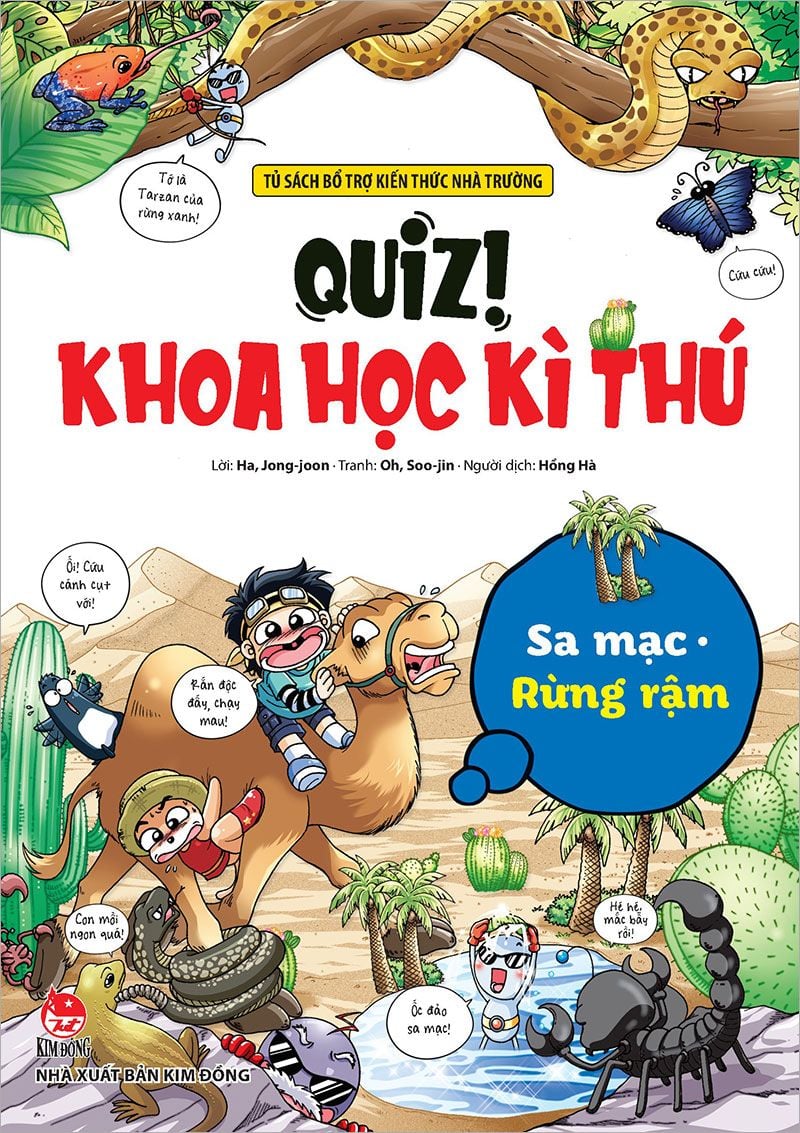 Tớ là
Tarzan của
rừng xanh!
TỦ SÁCH BỔ TRỢ KIẾN THỨC NHÀ TRƯỜNG
Cứu cứu!
QUIZ!
KHOA HỌC KÌ THÚ
Lời: Ha, Jong-joon · Tranh: Oh, Soo-jin · Người dịch: Hồng Hà
Ối! Cứu
cánh cụt
với!
Sa mạc ·
Rừng rậm
Rắn độc
đấy, chạy
mau!
Con mồi
ngon quá!
Hé hé,
mắc bẫy
rồi!
Ốc đảo
sa mạc!
KIM ĐỒNG
NHÀ XUẤT BẢN KIM ĐỒNG